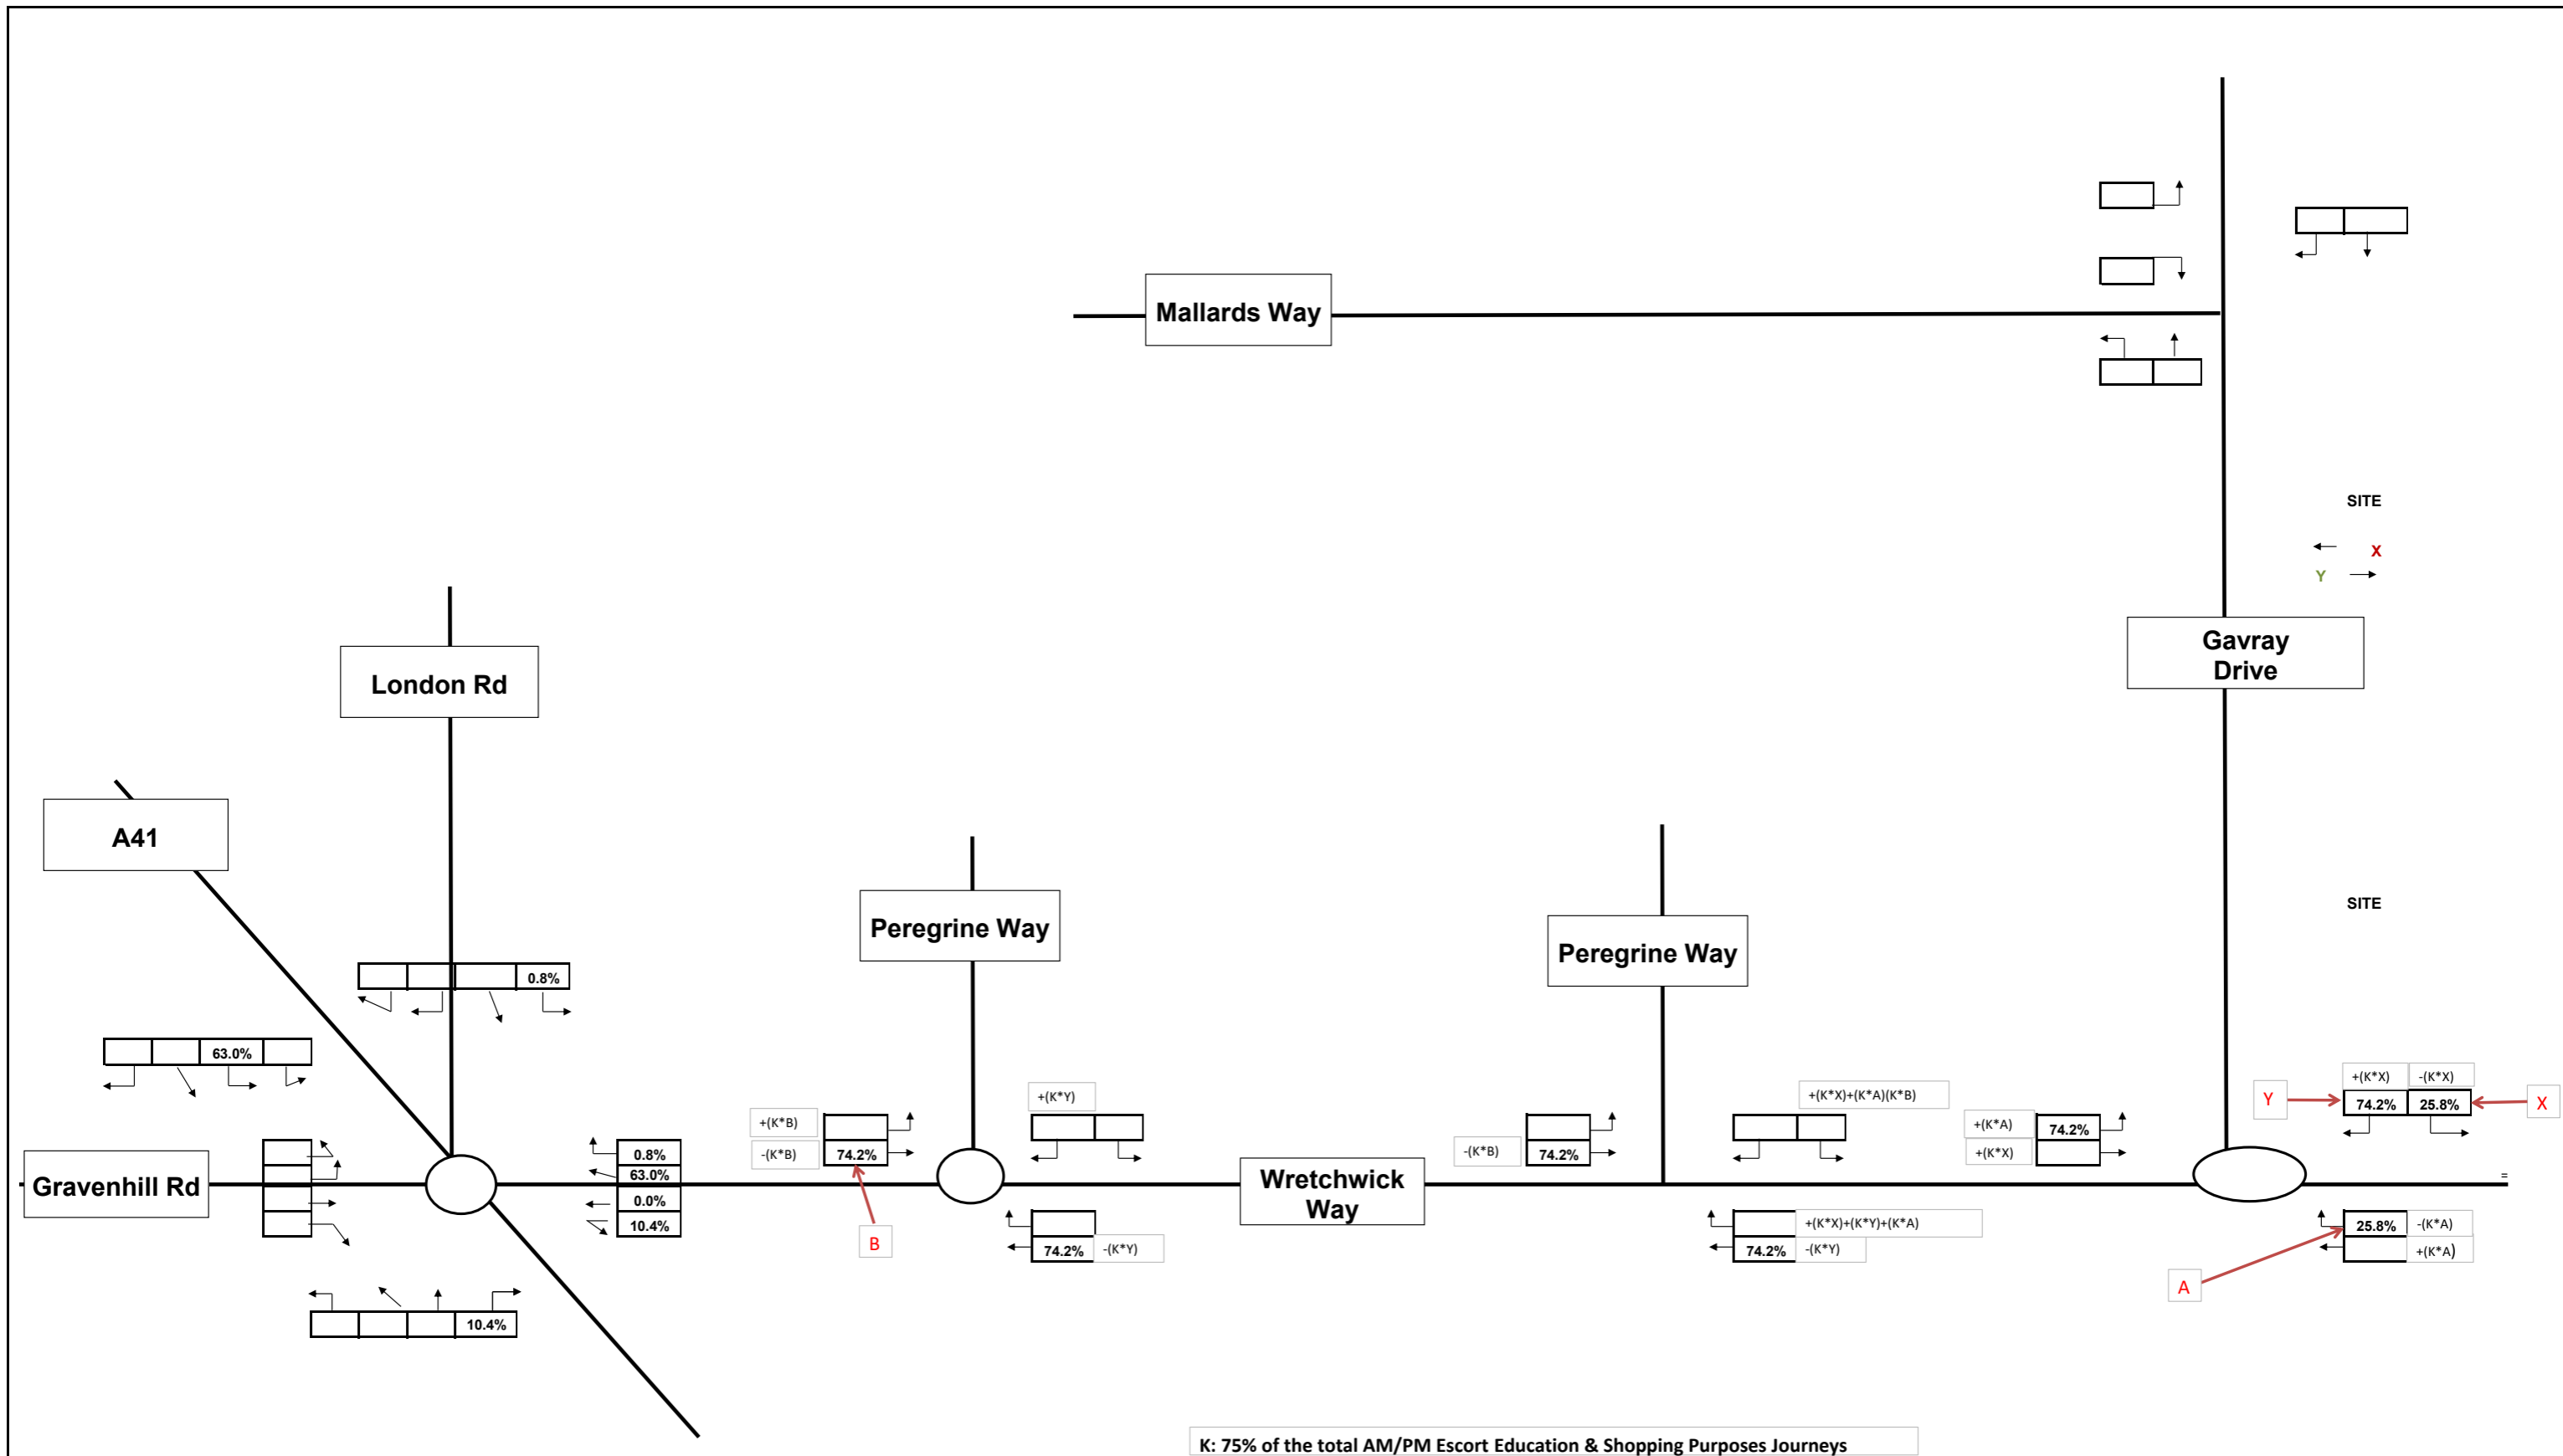 Mallards Way
SITE
X
Y
Gavray
Drive
London Rd
A41
Peregrine Way
SITE
Peregrine Way
0.8%
63.0%
+(K*X) -(K*X)
Y 74.2% 25.8% X
+(K*Y)
+(K*X)+(K*A)(K*B)
+(K*B)
-(K*B) 74.2%
-(K*B) 74.2%
+(K*A) 74.2%
+(K*X)
0.8%
63.0%
0.0%
10.4%
Gravenhill Rd
Wretchwick
Way
=
B
74.2% -(K*Y)
+(K*X)+(K*Y)+(K*A)
74.2% -(K*Y)
25.8% -(K*A)
+(K*A)
A
10.4%
K: 75% of the total AM/PM Escort Education & Shopping Purposes Journeys